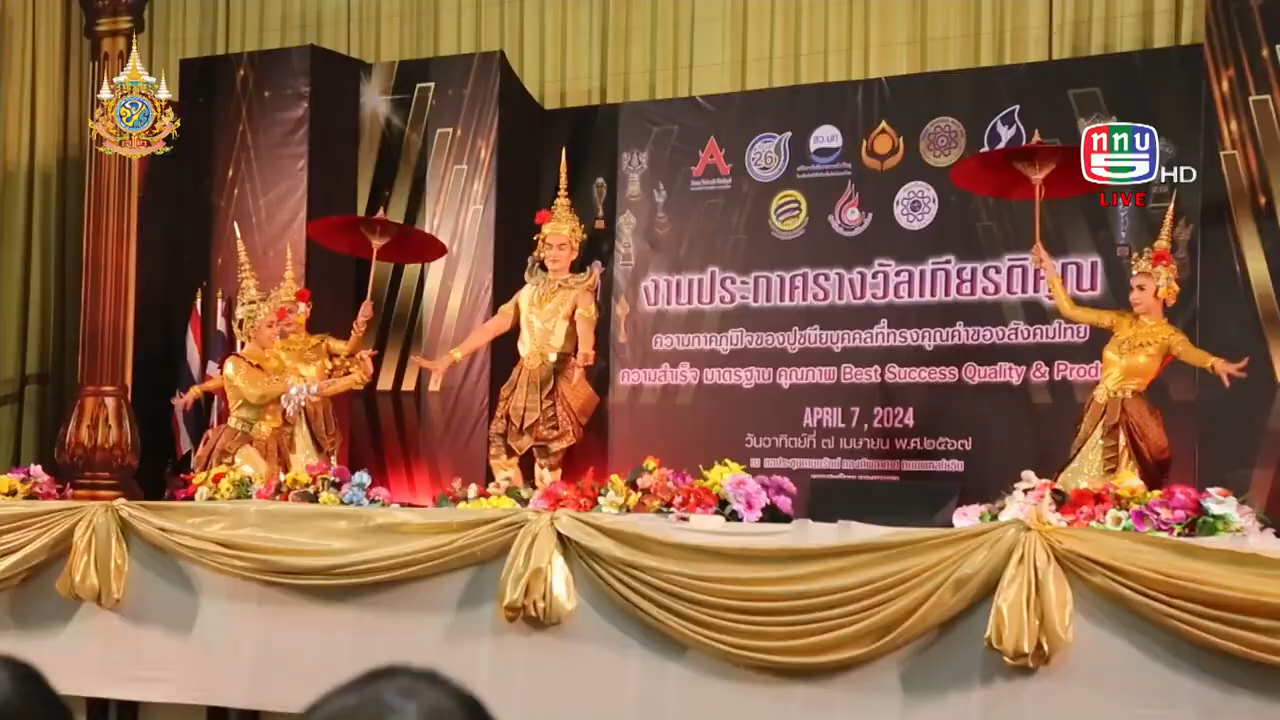 ททบ
5 HD
LIVE
26
สว.นท
งานประกาศรางวัลเกียรติคุณ
ความภาคภูมิใจของปูชนียบุคคลที่ทรงคุณค่าของสังคมไทย
ความสำเร็จ มาตรฐาน คุณภาพ Best Success Quality & Prod
APRIL 7 , 2024
วันอาทิตย์ที่ ๗ เมษายน พ.ศ.๒๕๖๗